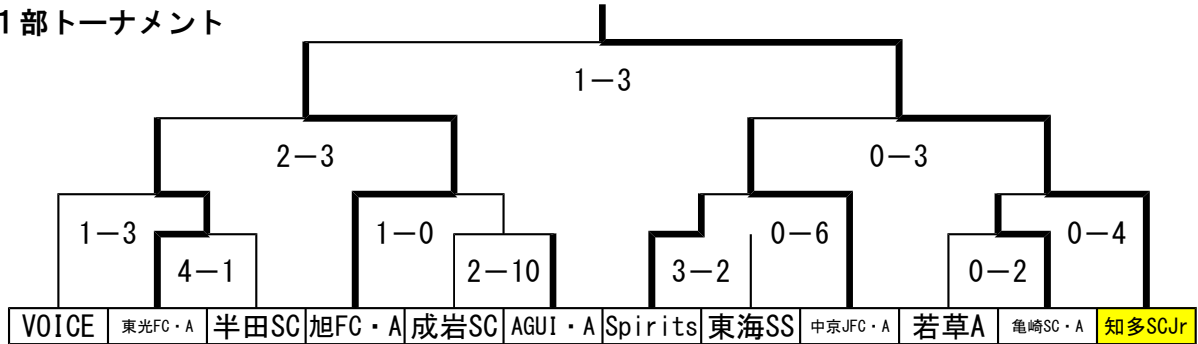 1部トーナメント
1－3
2－3 0－3
1－3 1－0 0－6 0－4
4－1 2－10 3－2 0－2
VOICE 東光FC・A 半田SC 旭FC・A 成岩SC AGUI・A Spirits 東海SS 中京JFC・A 若草A 亀崎SC・A 知多SCJr